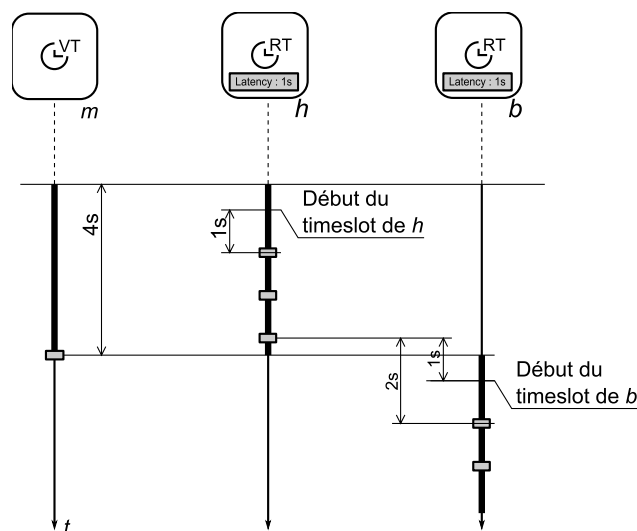 VT
RT
RT
Latency : 1s
Latency : 1s
m
h
b
4s
1s
Début du
timeslot de h
2s
1s
Début du
timeslot de b
t